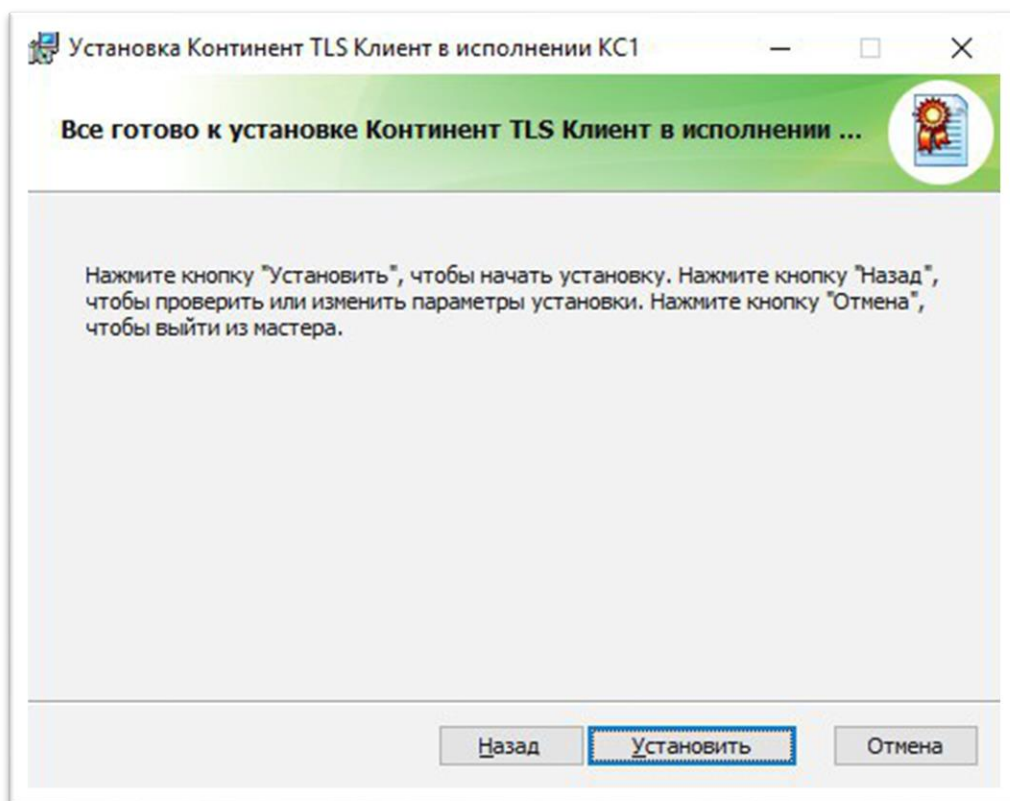 Установка Континент TLS Клиент в исполнении КС1
Все готово к установке Континент TLS Клиент в исполнении ...
Нажмите кнопку "Установить", чтобы начать установку. Нажмите кнопку "Назад",
чтобы проверить или изменить параметры установки. Нажмите кнопку "Отмена",
чтобы выйти из мастера.
Назад
Установить
Отмена